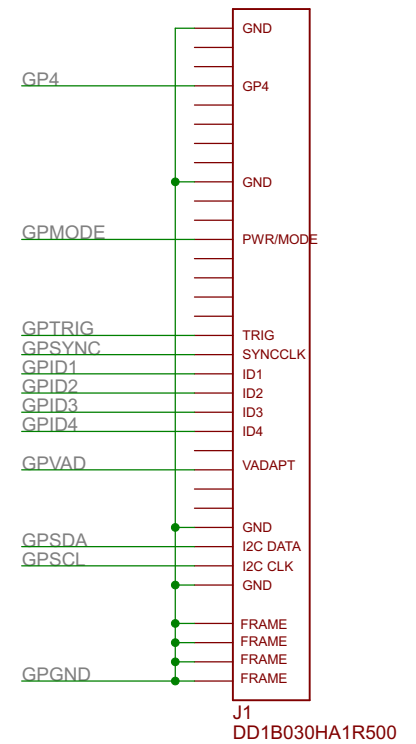 GND
GP4 GP4
GND
GPMODE PWR/MODE
GPTRIG TRIG
GPSYNC SYNCCLK
GPID1 ID1
GPID2 ID2
GPID3 ID3
GPID4 ID4
GPVAD VADAPT
GND
GPSDA I2C DATA
GPSCL I2C CLK
GND
FRAME
FRAME
FRAME
GPGND FRAME
J1
DD1B030HA1R500